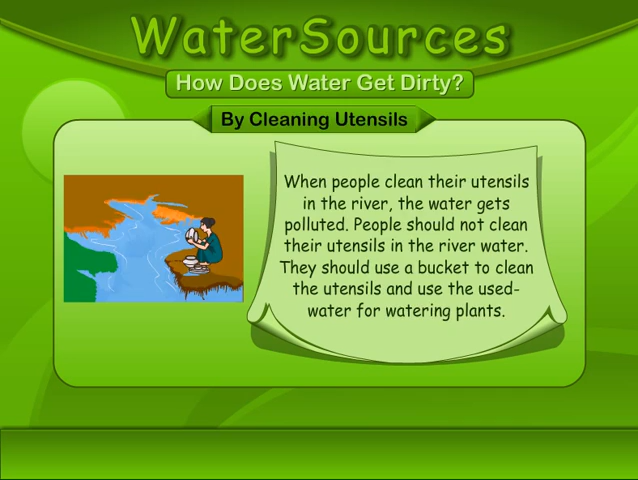 WaterSources
How Does Water Get Dirty?
By Cleaning Utensils
When people clean their utensils
in the river, the water gets
polluted. People should not clean
their utensils in the river water.
They should use a bucket to clean
the utensils and use the used-
water for watering plants.